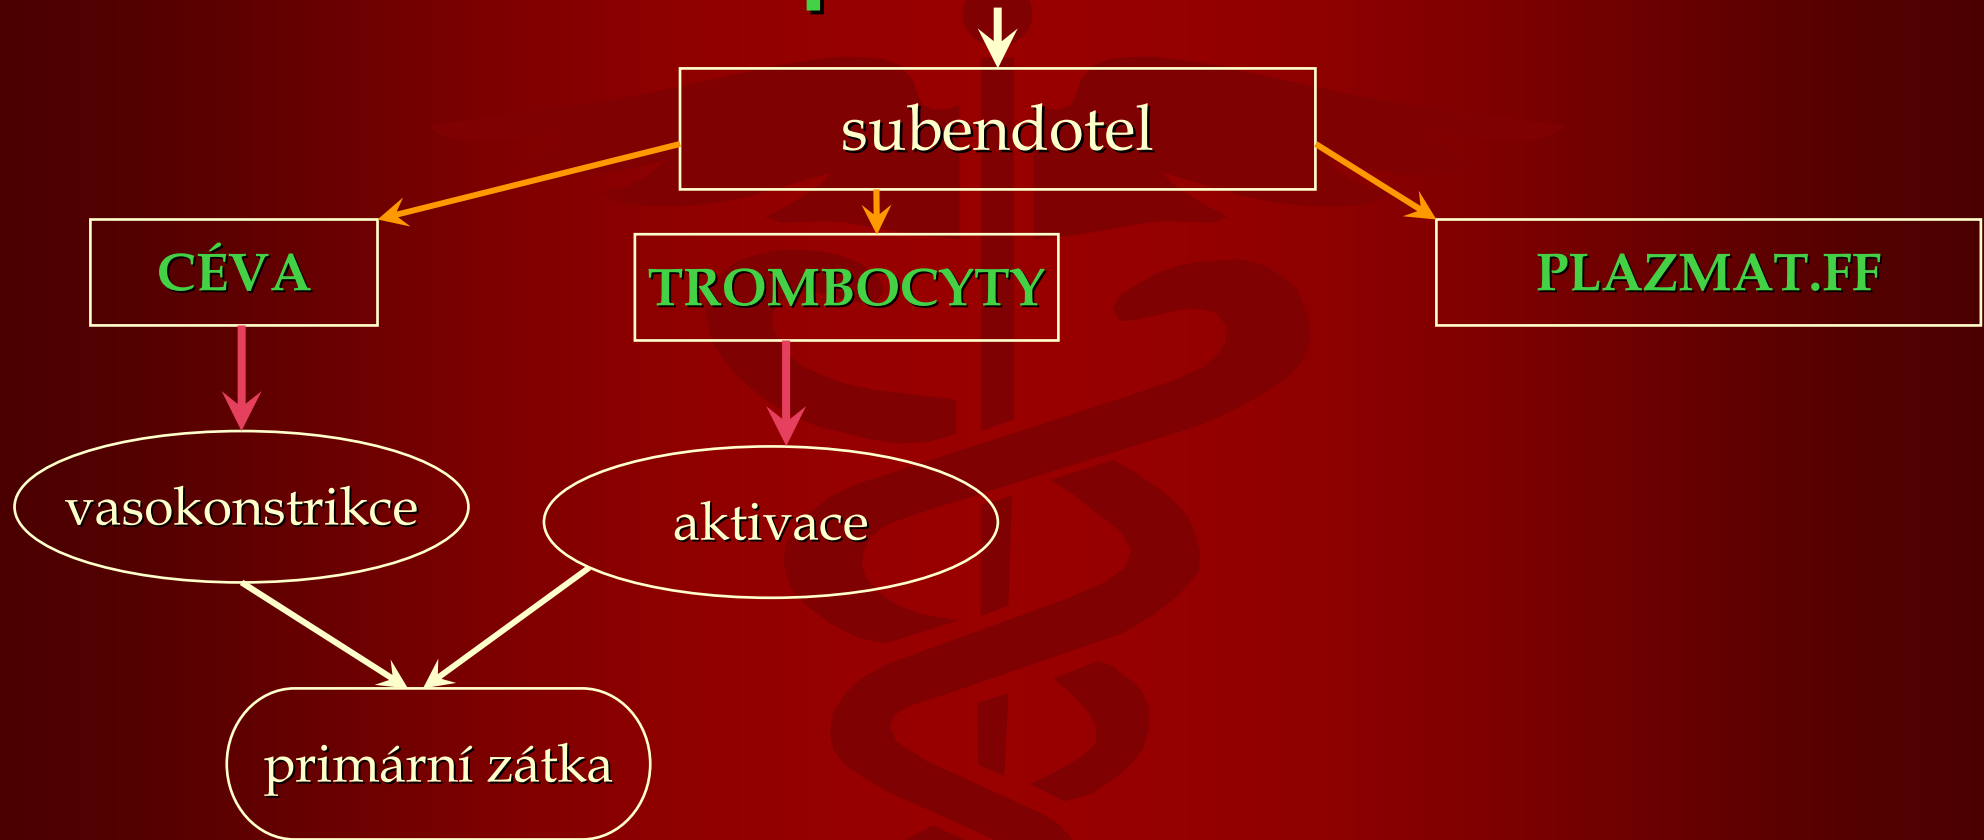 subendotel
CÉVA
TROMBOCYTY
PLAZMAT.FF
vasokonstrikce
aktivace
primární zátka